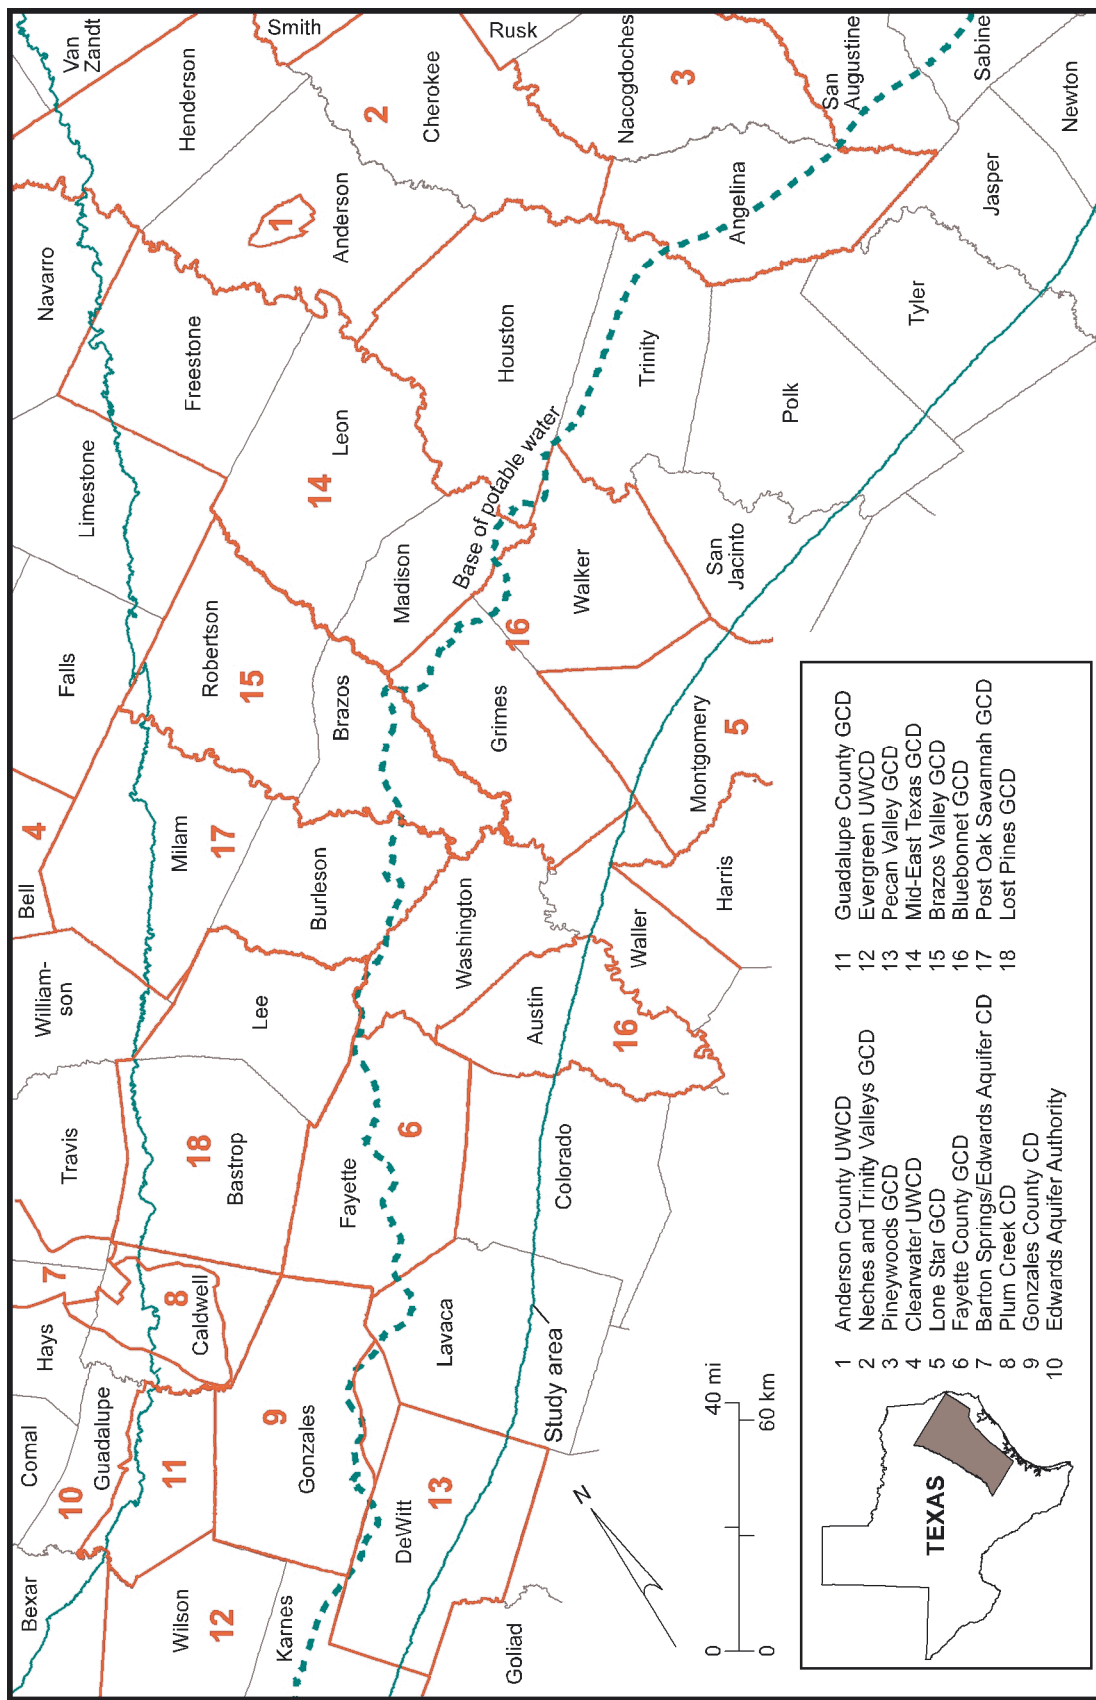 Van
Zandt
Smith
Rusk
Henderson
2
Cherokee
Nacogdoches
3
San
Augustine
Sabine
Newton
Navarro
1
Anderson
Angelina
Jasper
Freestone
Houston
Trinity
Tyler
Limestone
14
Leon
Polk
Base of potable water
Falls
Robertson
15
Madison
16
Walker
San
Jacinto
Brazos
Grimes
Montgomery
5
4
Bell
Milam
17
Burleson
Washington
Harris
William-
son
Lee
Austin
Waller
16
Travis
18
Bastrop
Fayette
6
Colorado
7
Hays
8
Caldwell
Lavaca
Study area
Comal
Guadalupe
10
11
9
Gonzales
13
DeWitt
Bexar
Wilson
12
Karnes
Goliad
N
0 40 mi
0 60 km
TEXAS
1 Anderson County UWCD
2 Neches and Trinity Valleys GCD
3 Pineywoods GCD
4 Clearwater UWCD
5 Lone Star GCD
6 Fayette County GCD
7 Barton Springs/Edwards Aquifer CD
8 Plum Creek CD
9 Gonzales County CD
10 Edwards Aquifer Authority
11 Guadalupe County GCD
12 Evergreen UWCD
13 Pecan Valley GCD
14 Mid-East Texas GCD
15 Brazos Valley GCD
16 Bluebonnet GCD
17 Post Oak Savannah GCD
18 Lost Pines GCD